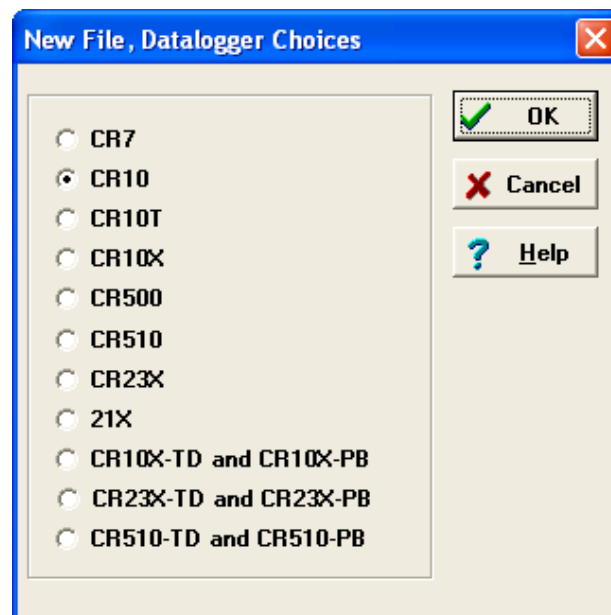 New File, Datalogger Choices
CR7
CR10
CR10T
CR10X
CR500
CR510
CR23X
21X
CR10X-TD and CR10X-PB
CR23X-TD and CR23X-PB
CR510-TD and CR510-PB
OK
Cancel
Help